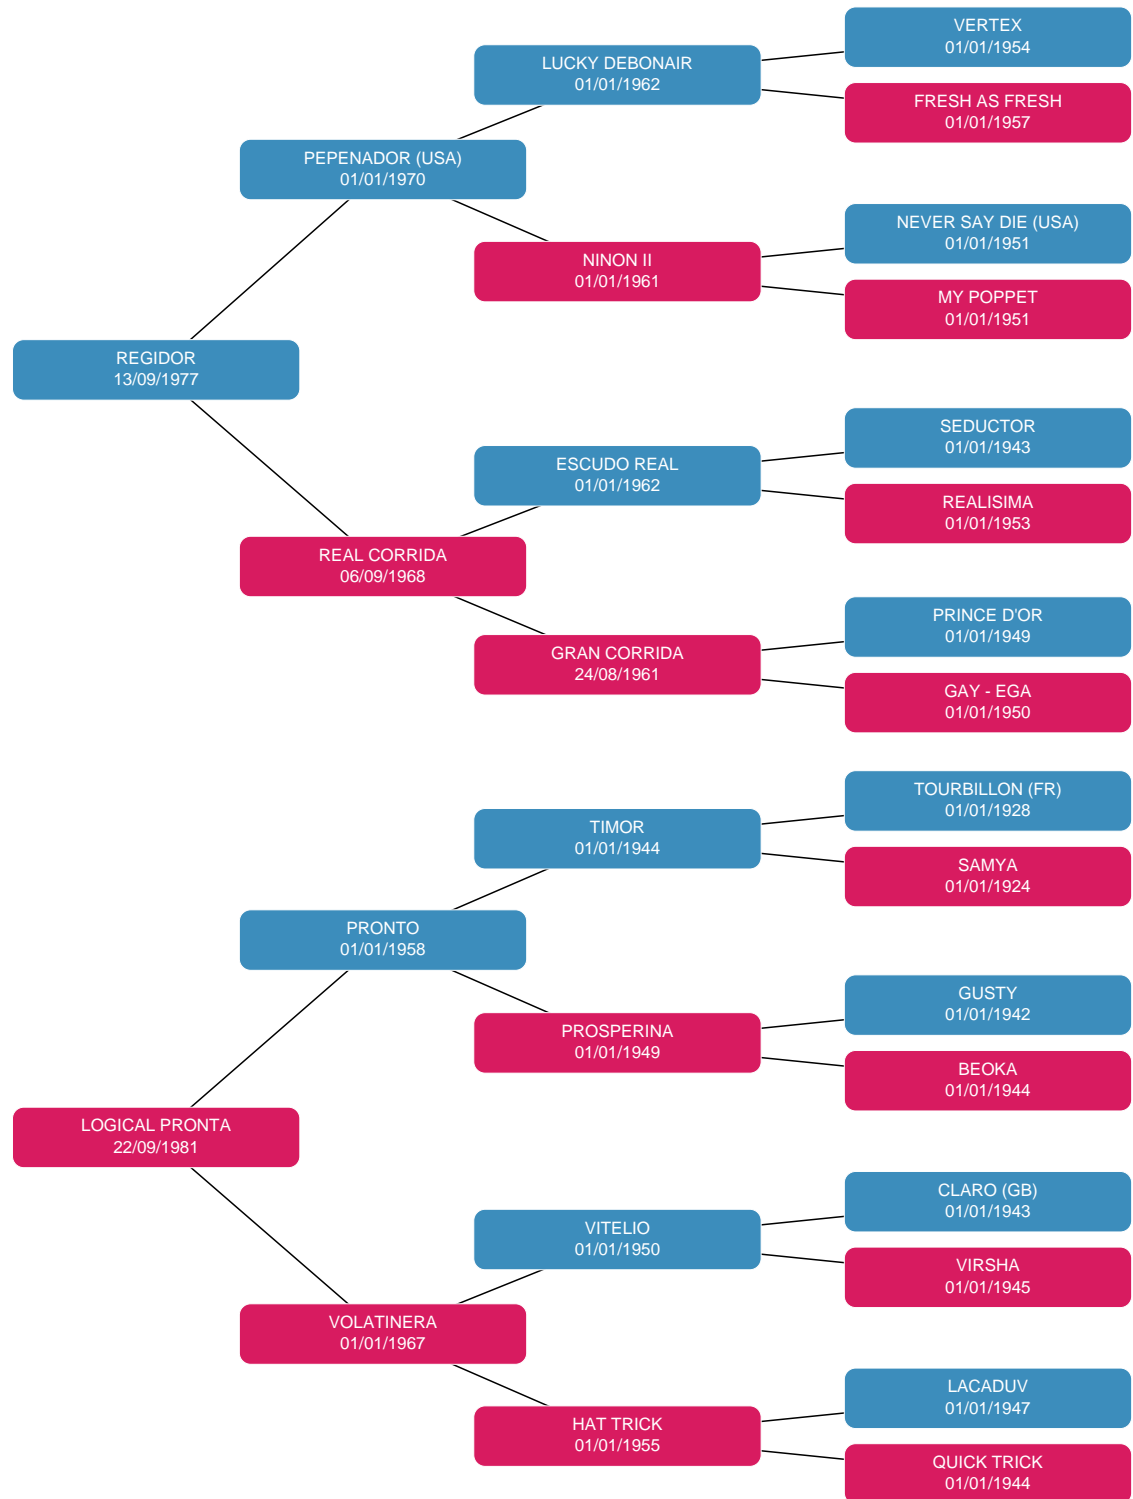 VERTEX
01/01/1954
LUCKY DEBONAIR
01/01/1962
FRESH AS FRESH
01/01/1957
PEPENADOR (USA)
01/01/1970
NEVER SAY DIE (USA)
01/01/1951
NINON II
01/01/1961
MY POPPET
01/01/1951
REGIDOR
13/09/1977
SEDUCTOR
01/01/1943
ESCUDO REAL
01/01/1962
REALISIMA
01/01/1953
REAL CORRIDA
06/09/1968
PRINCE D'OR
01/01/1949
GRAN CORRIDA
24/08/1961
GAY - EGA
01/01/1950
TOURBILLON (FR)
01/01/1928
TIMOR
01/01/1944
SAMYA
01/01/1924
PRONTO
01/01/1958
GUSTY
01/01/1942
PROSPERINA
01/01/1949
BEOKA
01/01/1944
LOGICAL PRONTA
22/09/1981
CLARO (GB)
01/01/1943
VITELIO
01/01/1950
VIRSHA
01/01/1945
VOLATINERA
01/01/1967
LACADUV
01/01/1947
HAT TRICK
01/01/1955
QUICK TRICK
01/01/1944